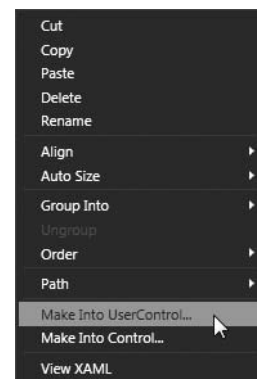 Cut
Copy
Paste
Delete
Rename
Align
Auto Size
Group Into
Ungroup
Order
Path
Make Into UserControl...
Make Into Control...
View XAML